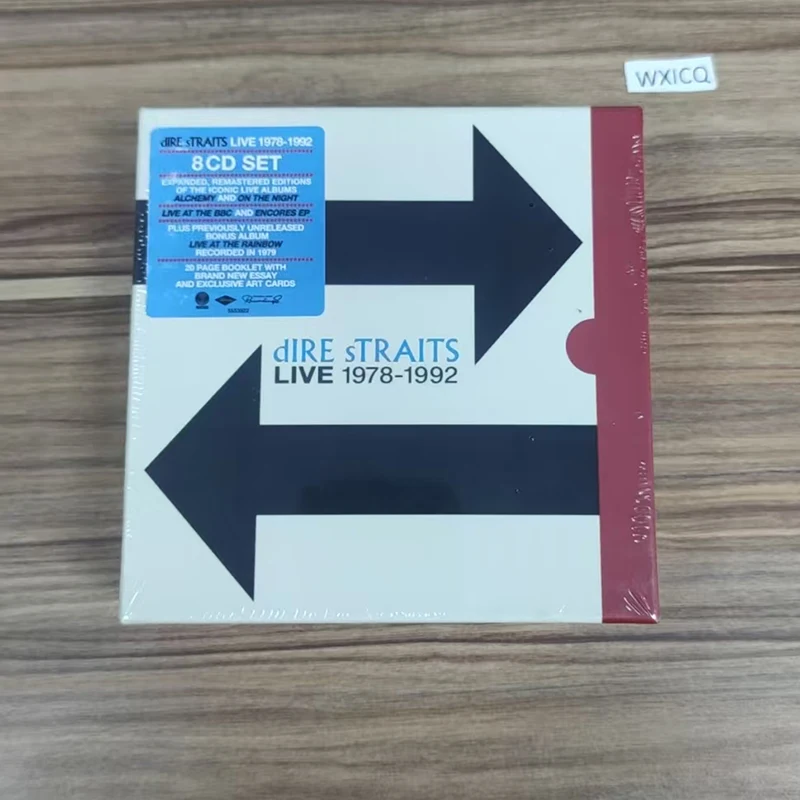 WXICQ
dIRE sTRAITS LIVE 1978-1992
8CD SET
EXPANDED, REMASTERED EDITIONS
OF THE ICONIC LIVE ALBUMS
ALCHEMY AND ON THE NIGHT
LIVE AT THE BBC AND ENCORES EP
PLUS PREVIOUSLY UNRELEASED
BONUS ALBUM
LIVE AT THE RAINBOW
RECORDED IN 1979
20 PAGE BOOKLET WITH
BRAND NEW ESSAY
AND EXCLUSIVE ART CARDS
dIRE sTRAITS
LIVE 1978-1992